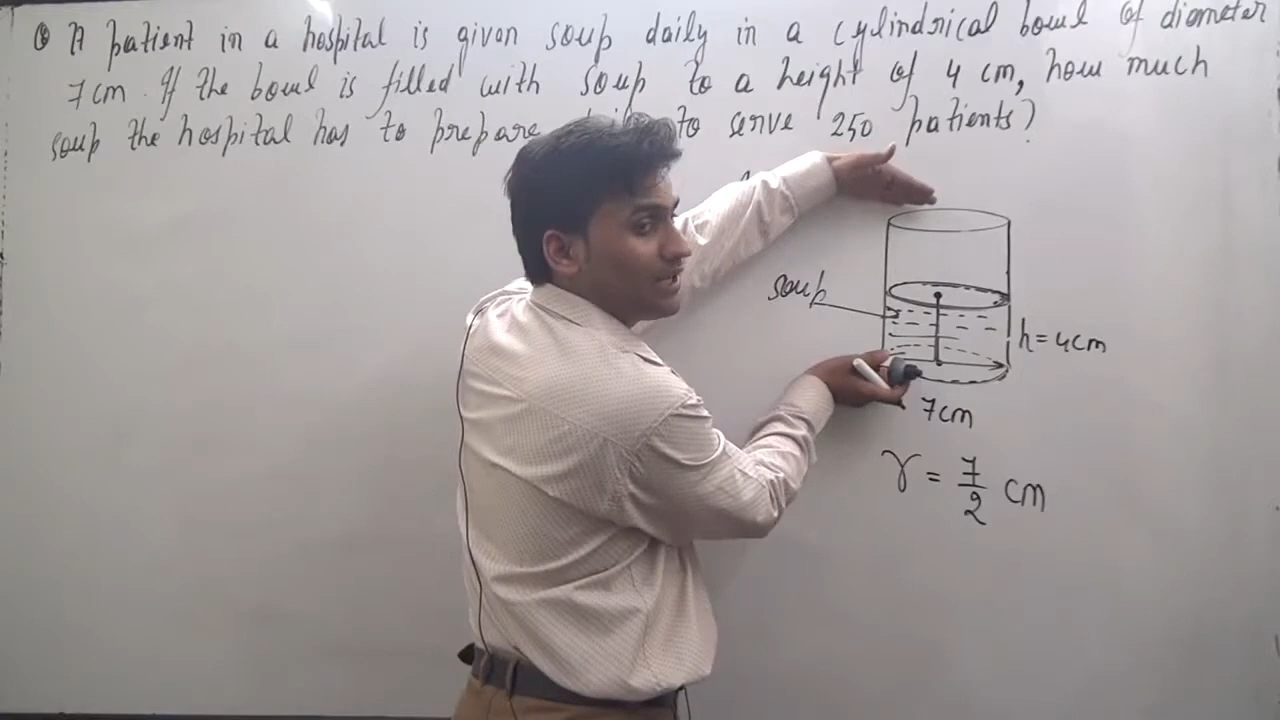 Q A patient in a hospital is given soup daily in a cylindrical bowl of diameter
7 cm. If the bowl is filled with soup to a height of 4 cm, how much
soup the hospital has to prepare to serve 250 patients?
soup
h = 4cm
7cm
r = 7/2 cm